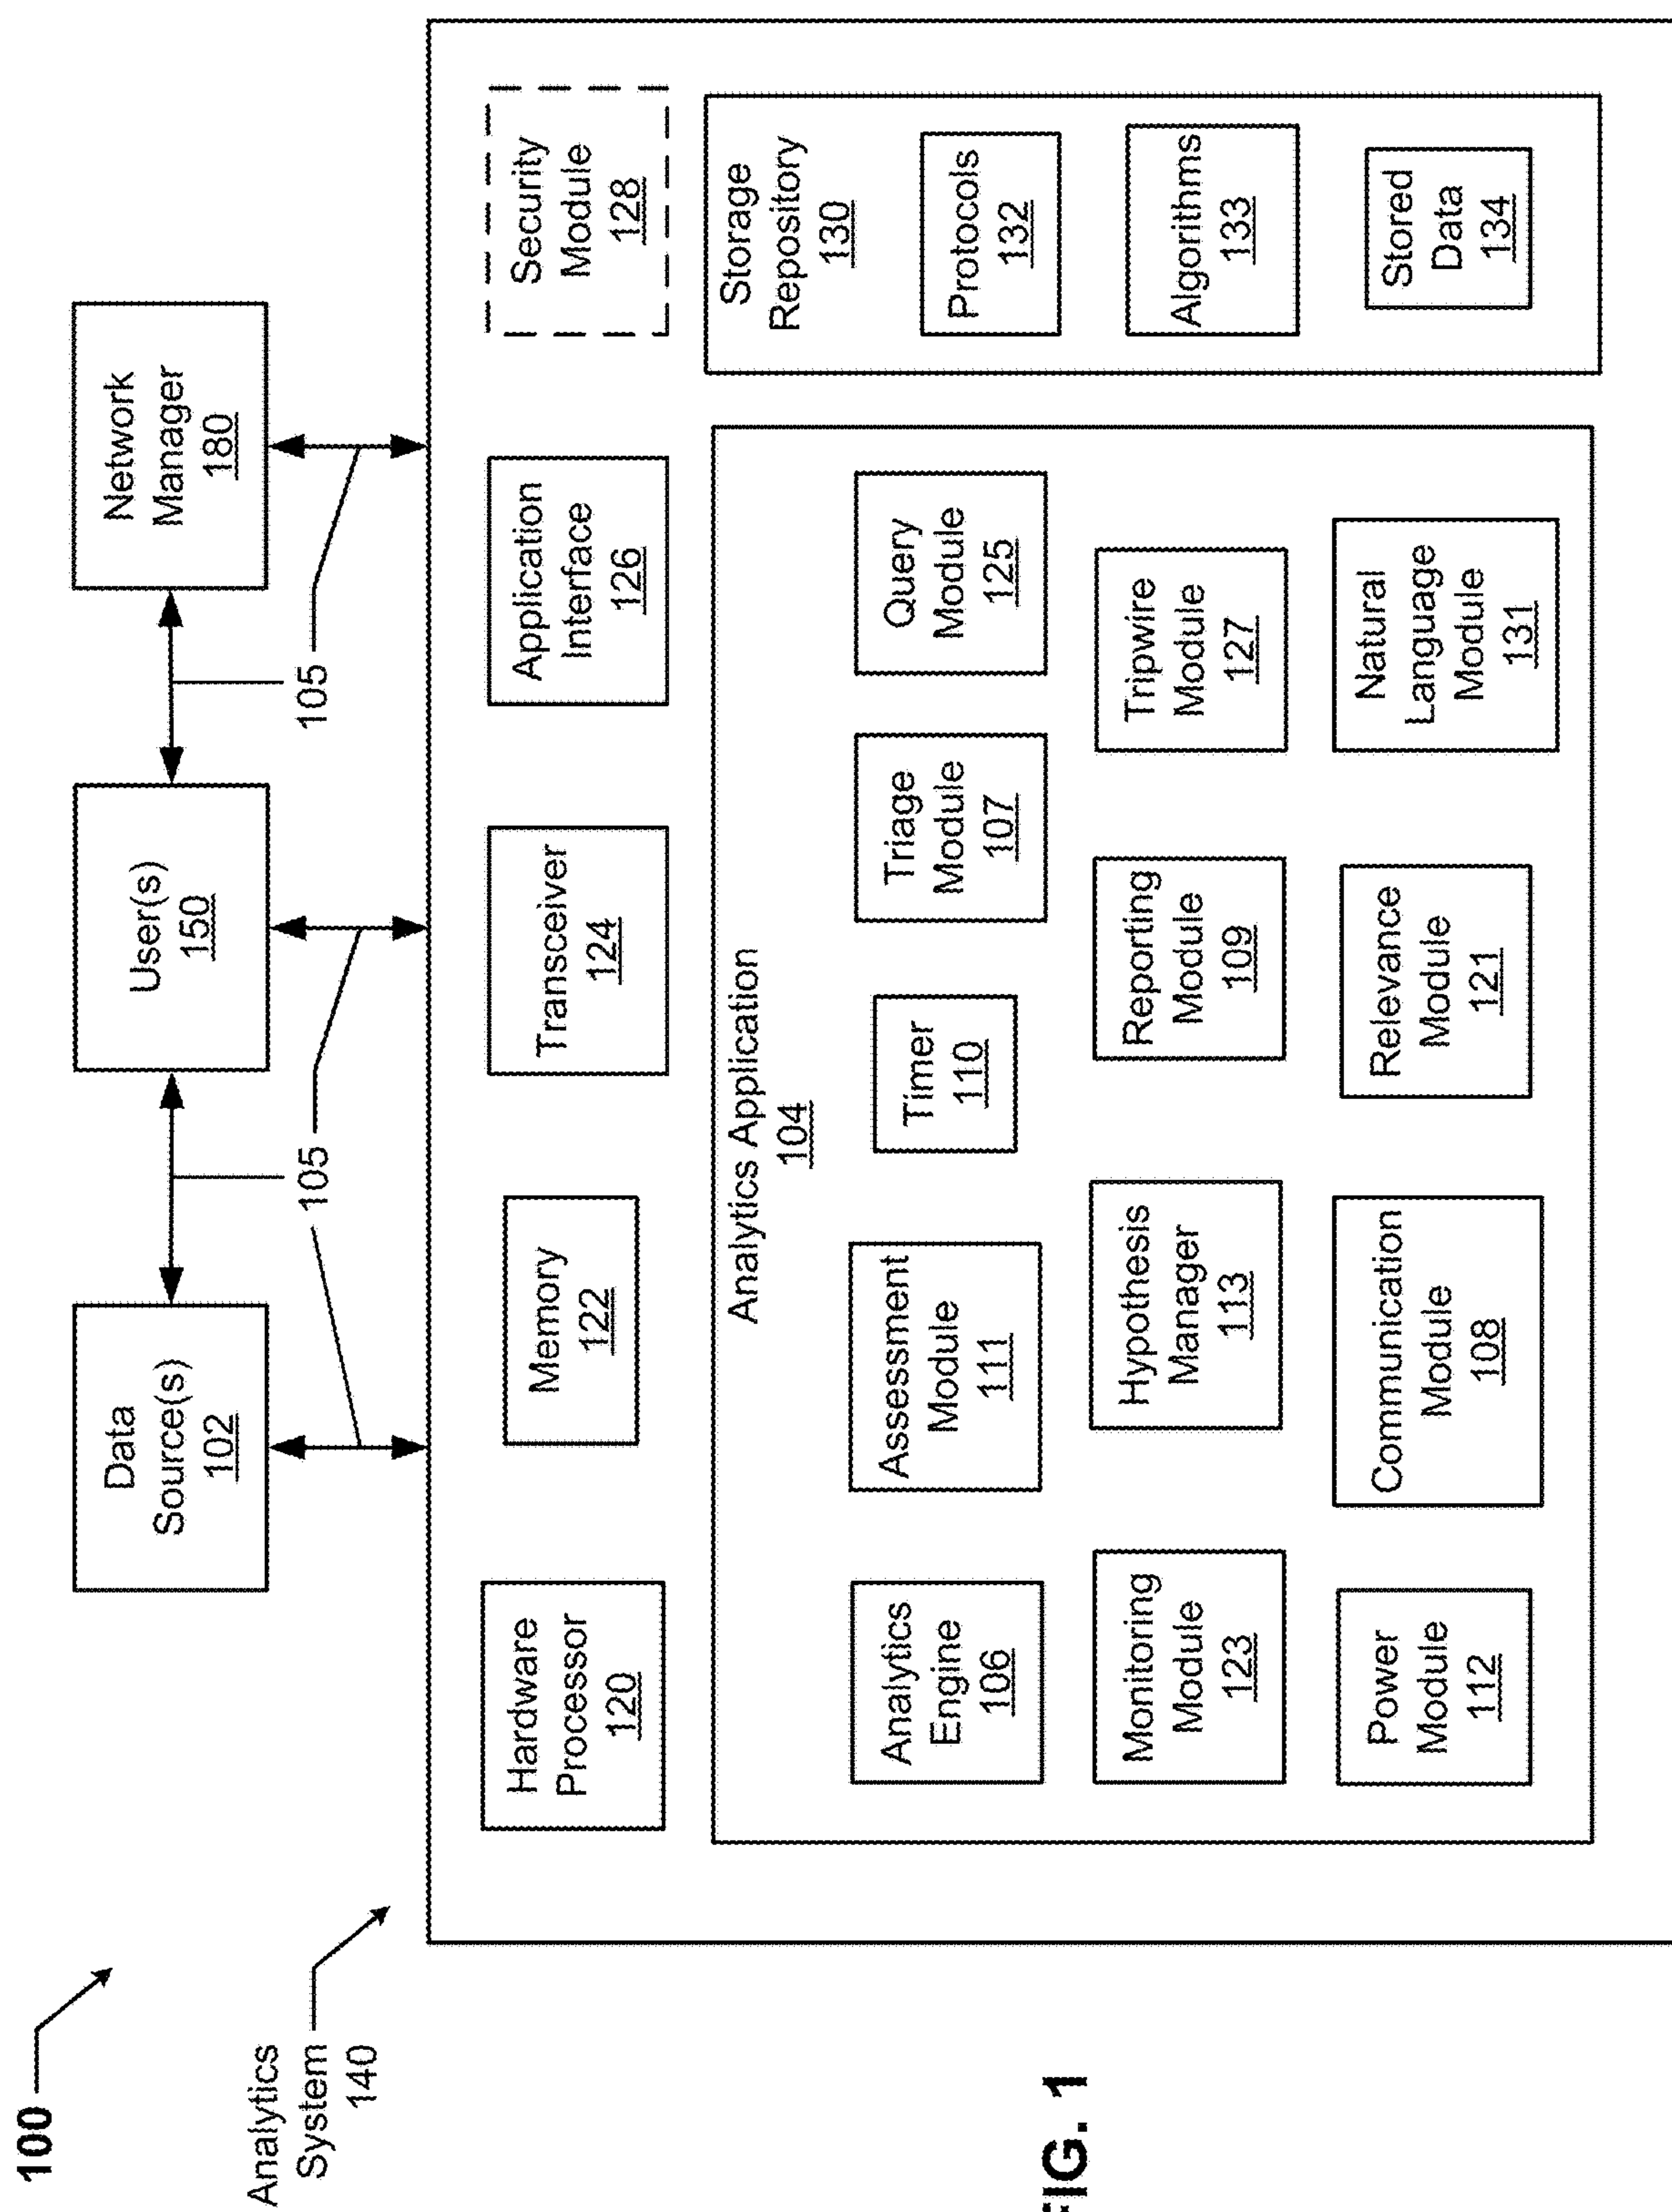 100
Analytics
System
140
Data
Source(s)
102
User(s)
150
Network
Manager
180
105
105
Hardware
Processor
120
Memory
122
Transceiver
124
Application
Interface
126
Security
Module
128
Analytics Application
104
Analytics
Engine
106
Assessment
Module
111
Timer
110
Triage
Module
107
Query
Module
125
Monitoring
Module
123
Hypothesis
Manager
113
Reporting
Module
109
Tripwire
Module
127
Power
Module
112
Communication
Module
108
Relevance
Module
121
Natural
Language
Module
131
Storage
Repository
130
Protocols
132
Algorithms
133
Stored
Data
134
FIG. 1